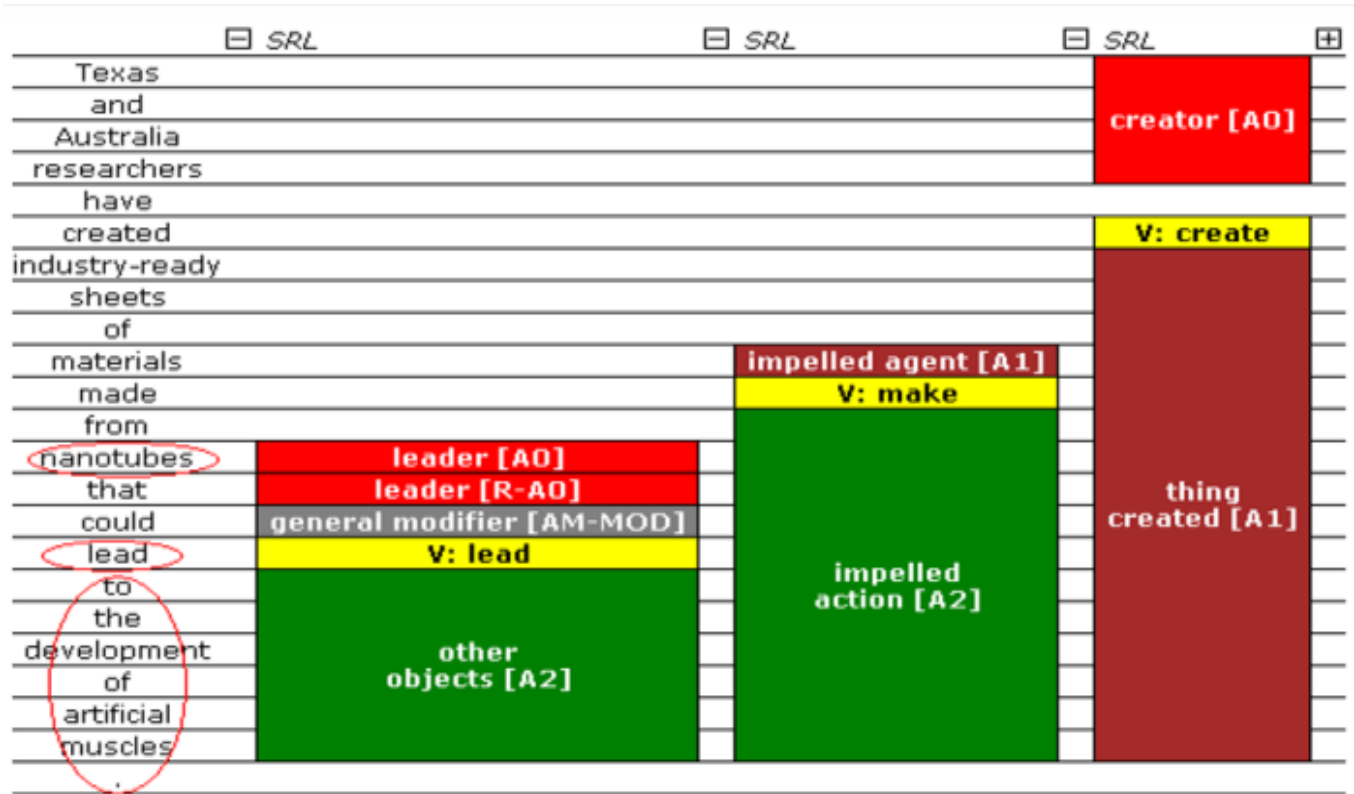 SRL SRL SRL
Texas
and
creator [A0]
Australia
researchers
have
created V: create
industry-ready
sheets
of
materials impelled agent [A1]
made V: make
from
nanotubes leader [A0]
that leader [R-A0] thing
could general modifier [AM-MOD] created [A1]
lead V: lead
to impelled
the action [A2]
development other
of objects [A2]
artificial
muscles
.